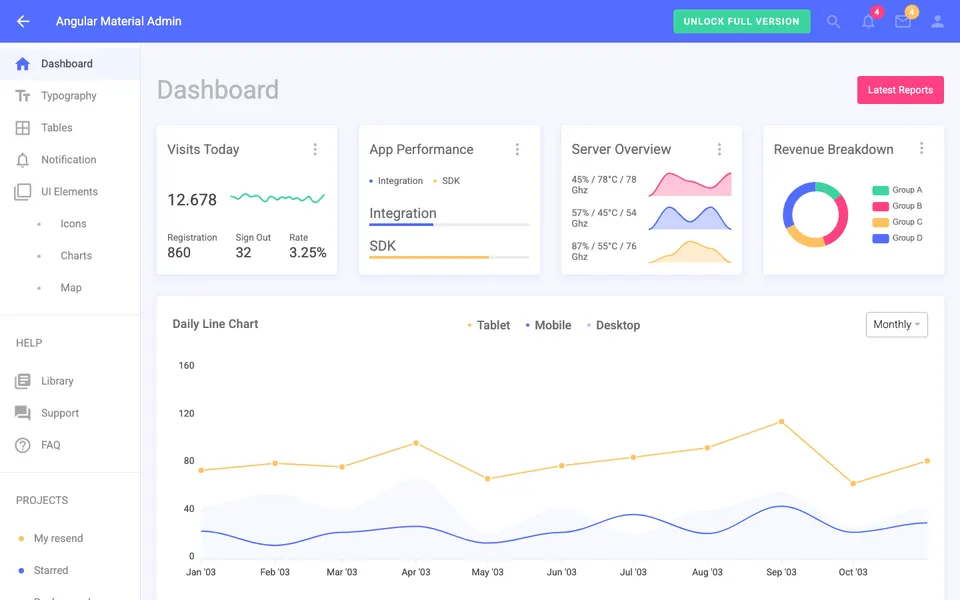 Angular Material Admin
UNLOCK FULL VERSION
4
4
Dashboard
Typography
Tables
Notification
UI Elements
Icons
Charts
Map
HELP
Library
Support
FAQ
PROJECTS
My resend
Starred
Dashboard
Latest Reports
Visits Today
12.678
Registration
860
Sign Out
32
Rate
3.25%
App Performance
Integration
SDK
Integration
SDK
Server Overview
45% / 78°C / 78
Ghz
57% / 45°C / 54
Ghz
87% / 55°C / 76
Ghz
Revenue Breakdown
Group A
Group B
Group C
Group D
Daily Line Chart
Tablet
Mobile
Desktop
Monthly
160
120
80
40
0
Jan '03
Feb '03
Mar '03
Apr '03
May '03
Jun '03
Jul '03
Aug '03
Sep '03
Oct '03